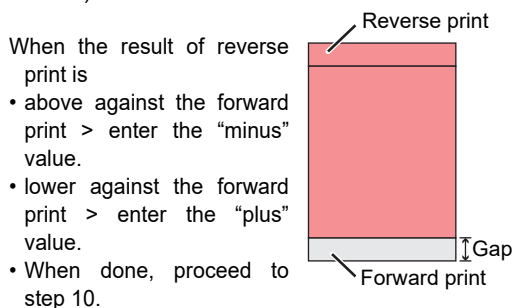 When the result of reverse
print is
• above against the forward
print > enter the “minus”
value.
• lower against the forward
print > enter the “plus”
value.
• When done, proceed to
step 10.
Reverse print
Gap
Forward print